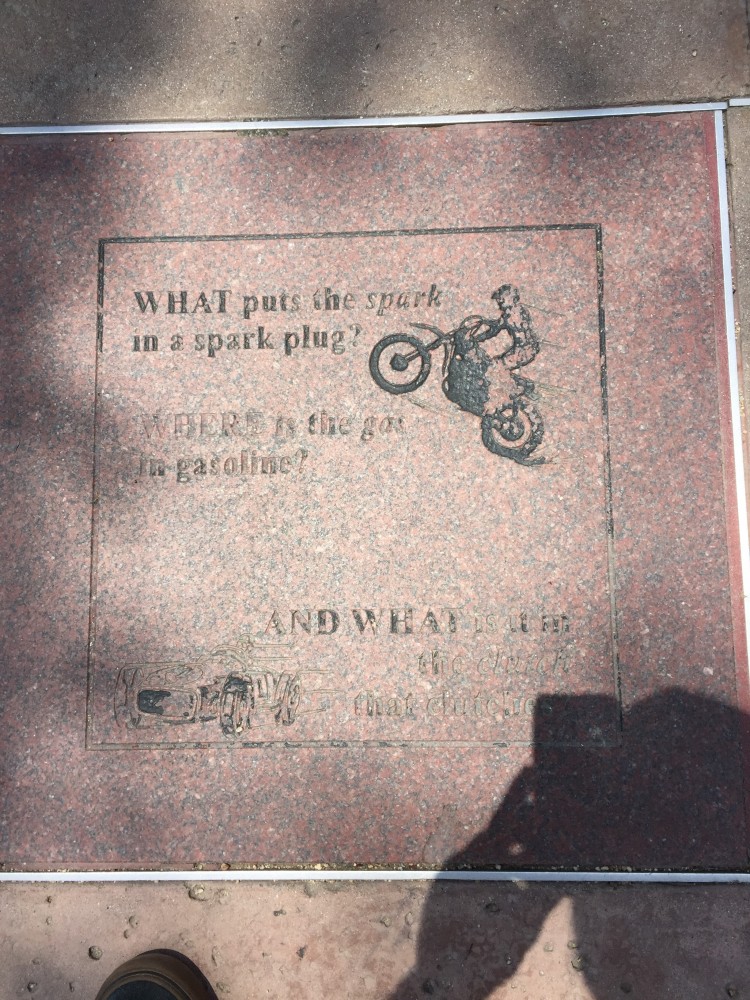 WHAT puts the spark
in a spark plug?
WHERE is the gas
in gasoline?
AND WHAT is it in
the clutch
that clutches